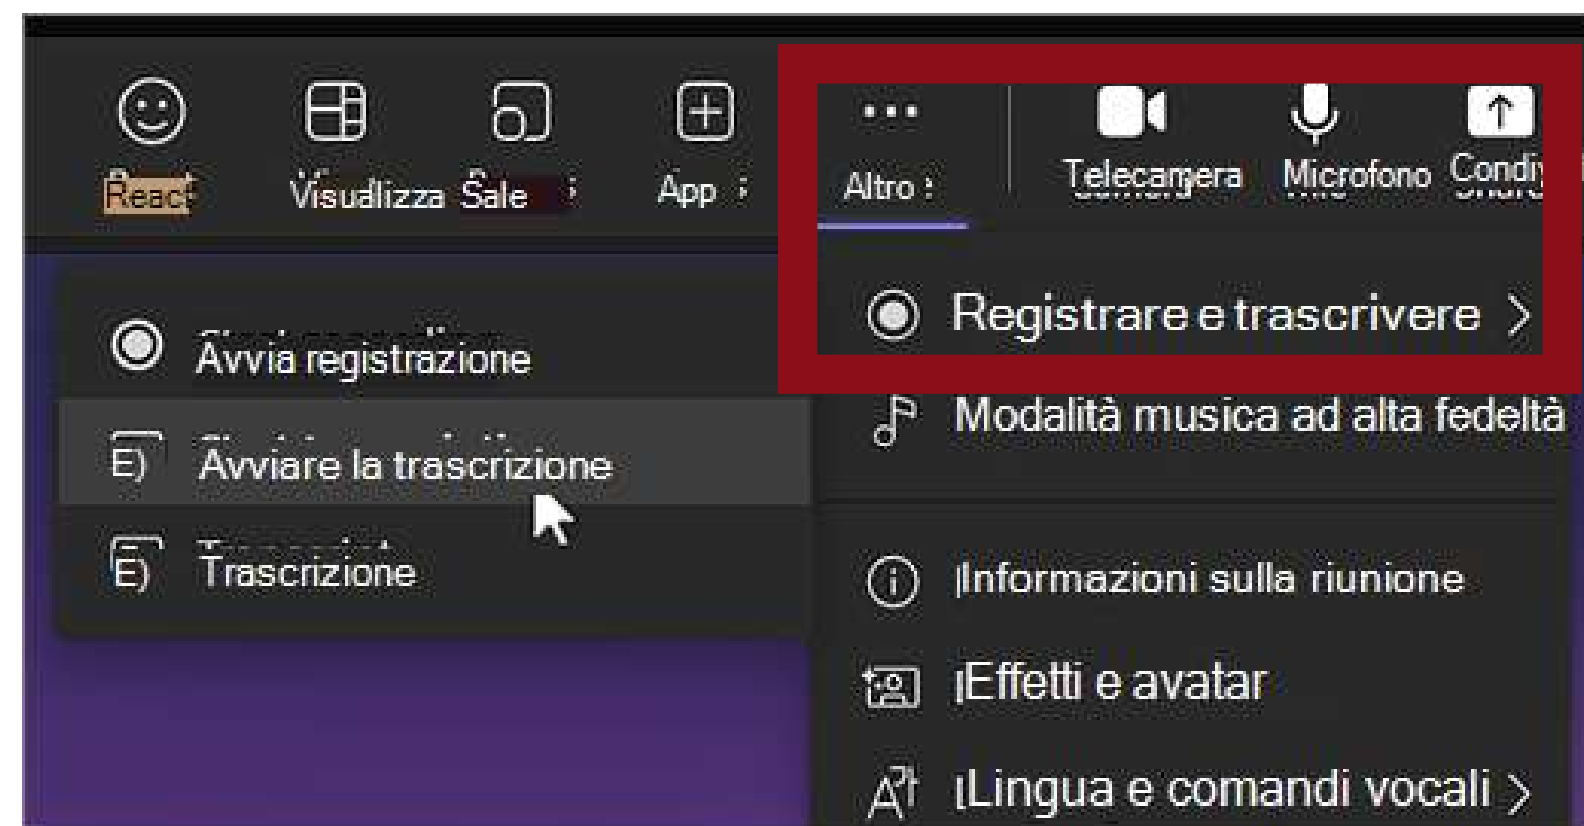 React Visualizza Sale App Altro Telecamera Microfono Condiv
Avvia registrazione
Avviare la trascrizione
Trascrizione
Registrare e trascrivere
Modalità musica ad alta fedeltà
Informazioni sulla riunione
Effetti e avatar
Lingua e comandi vocali